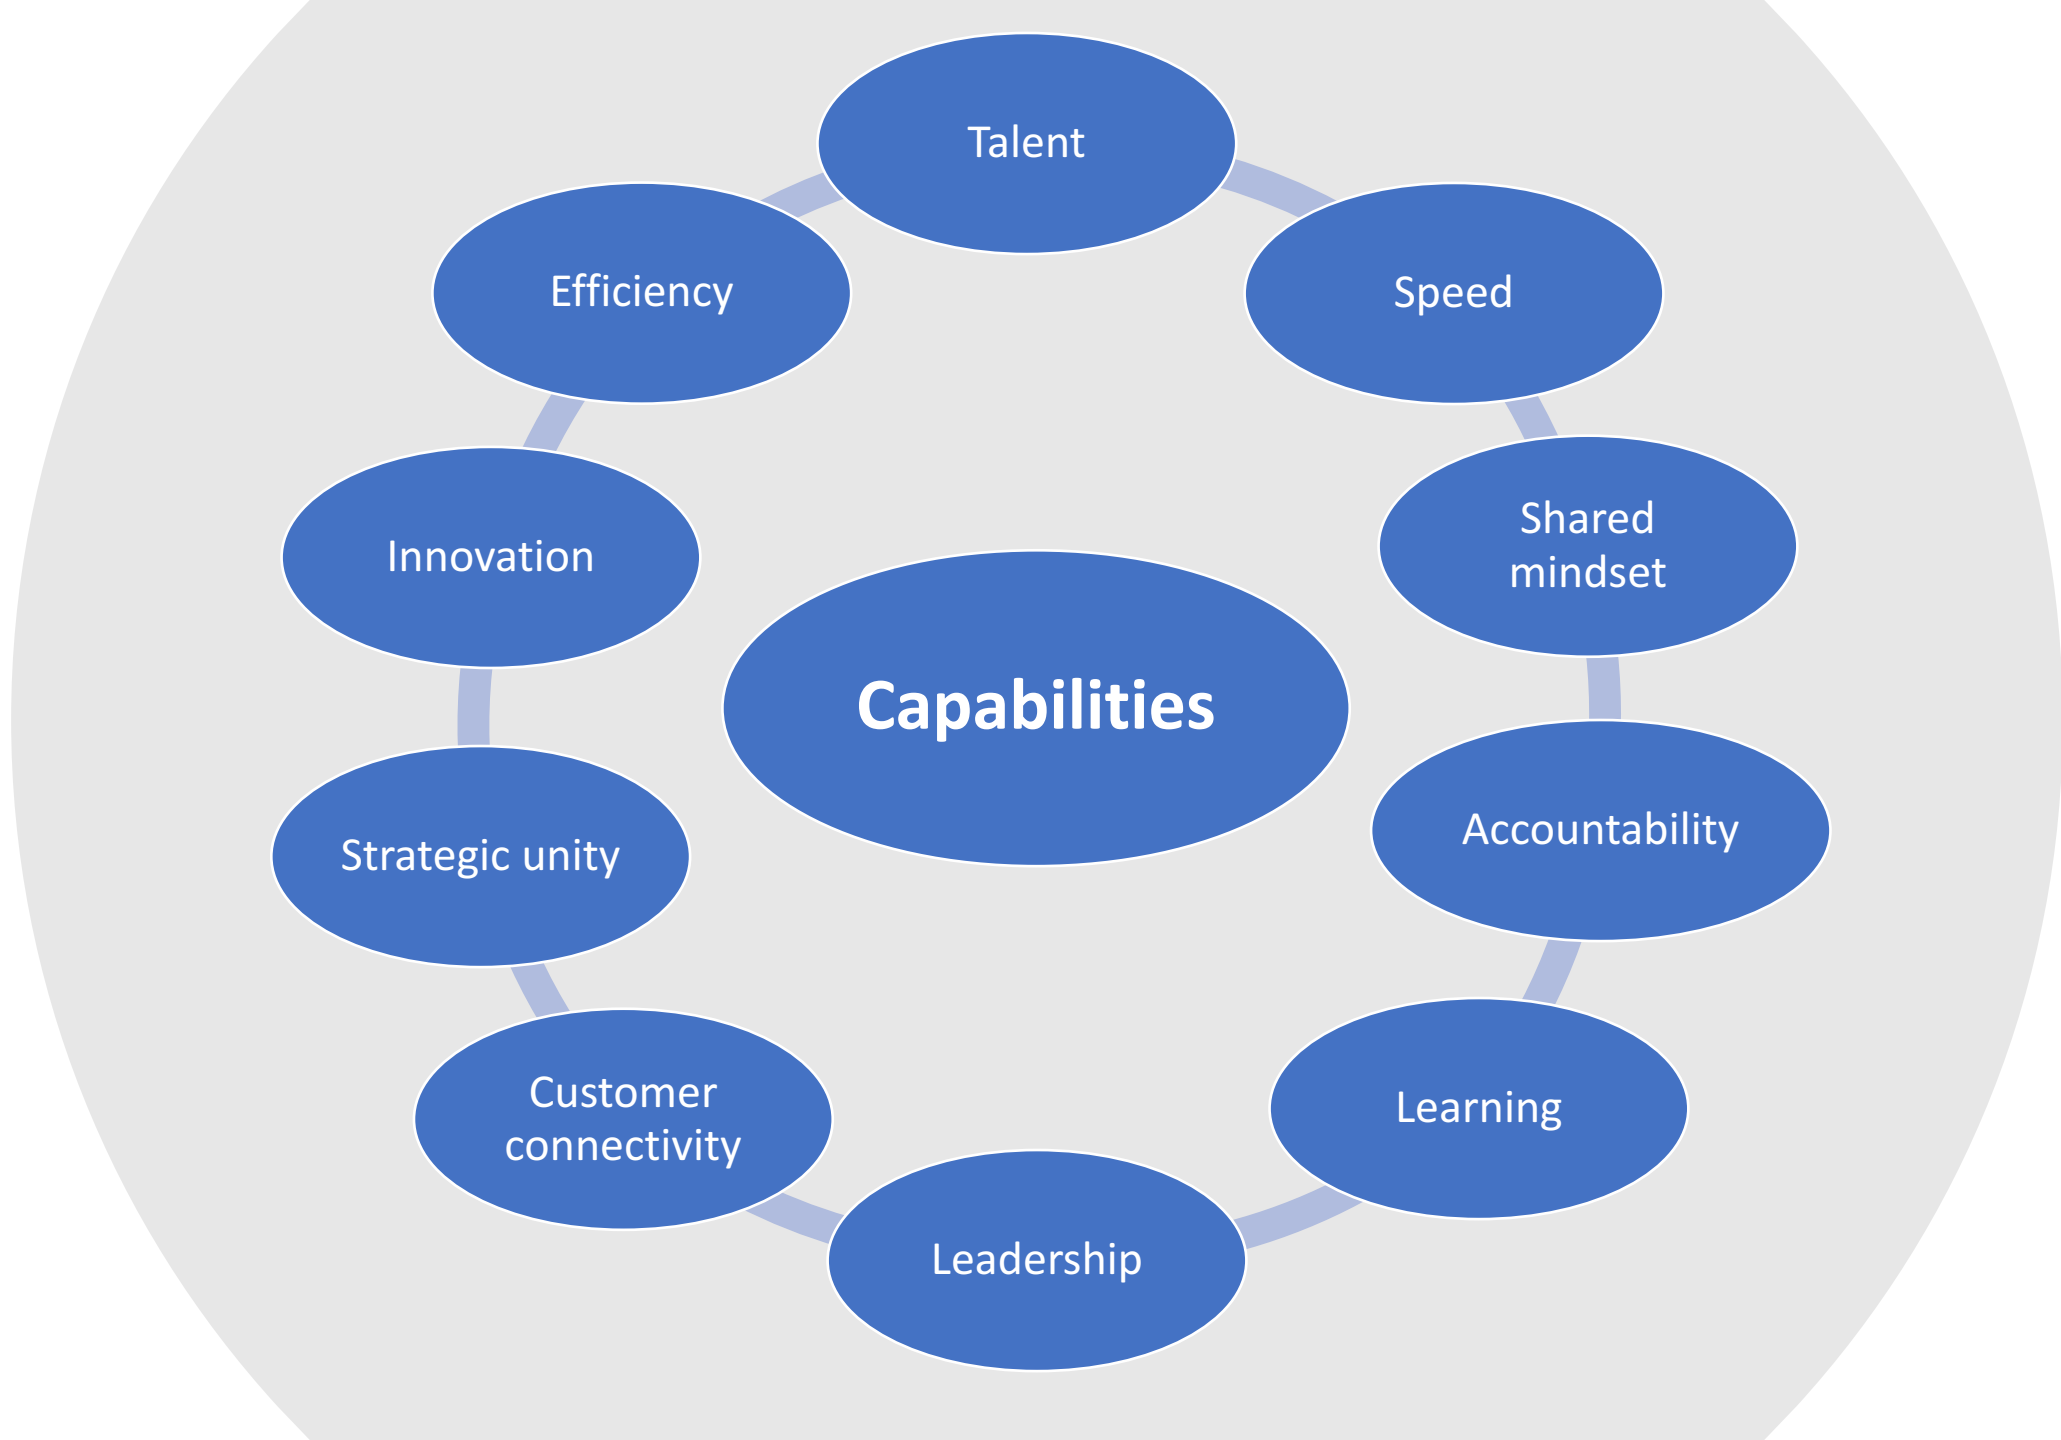 Talent
Speed
Shared
mindset
Accountability
Learning
Leadership
Customer
connectivity
Strategic unity
Innovation
Efficiency
Capabilities